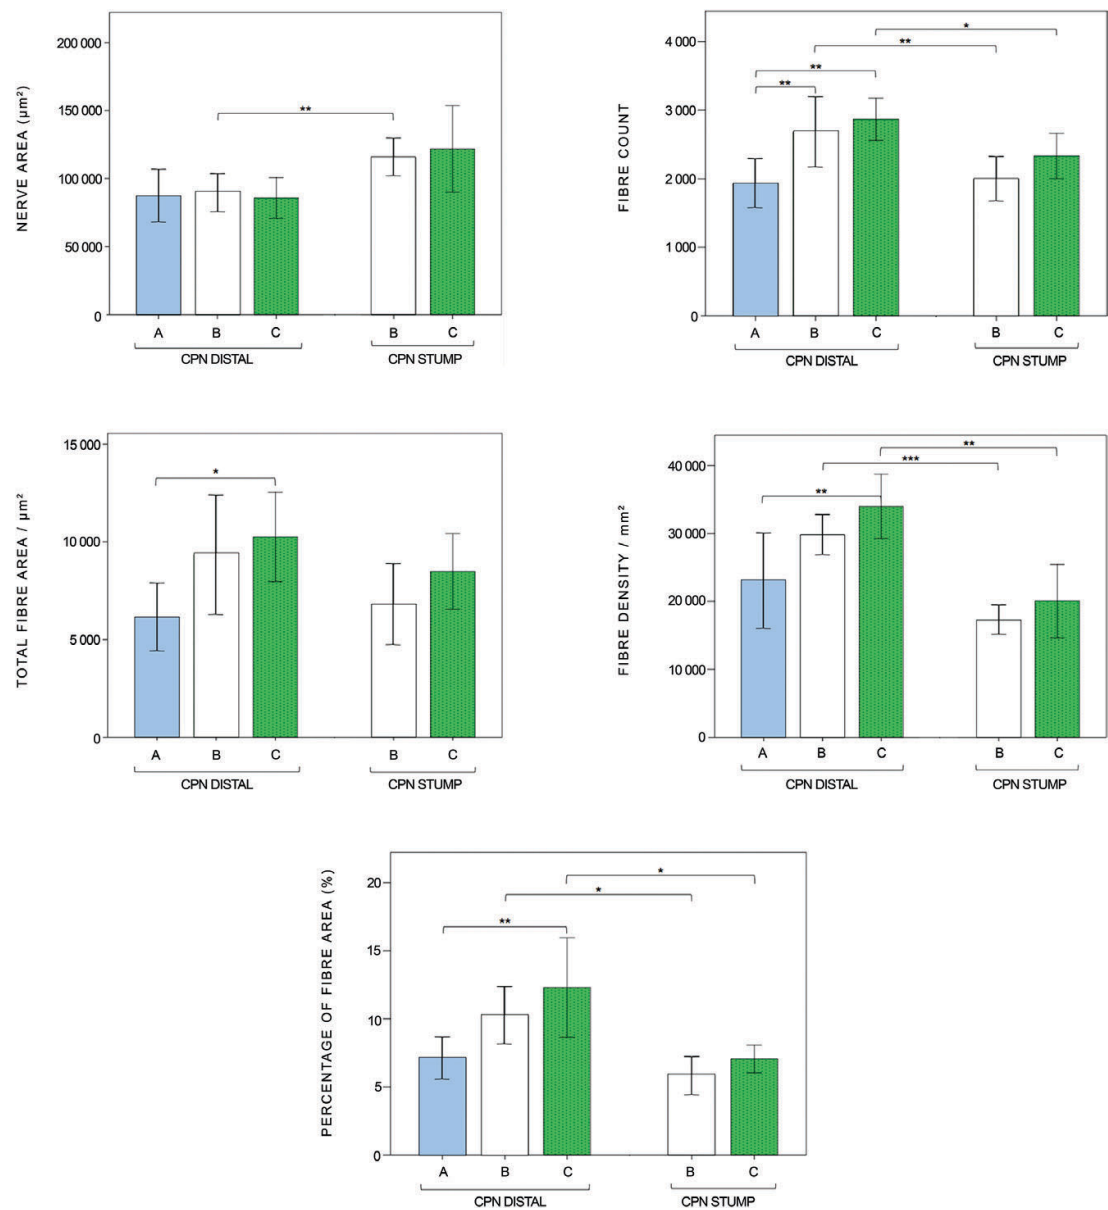 NERVE AREA (µm²)
200 000
150 000
100 000
50 000
0
**
A B C B C
CPN DISTAL CPN STUMP
FIBRE COUNT
4 000
3 000
2 000
1 000
0
*
**
**
**
A B C B C
CPN DISTAL CPN STUMP
TOTAL FIBRE AREA / µm²
15 000
10 000
5 000
0
*
A B C B C
CPN DISTAL CPN STUMP
FIBRE DENSITY / mm²
40 000
30 000
20 000
10 000
0
**
***
**
A B C B C
CPN DISTAL CPN STUMP
PERCENTAGE OF FIBRE AREA (%)
20
15
10
5
0
*
*
**
A B C B C
CPN DISTAL CPN STUMP